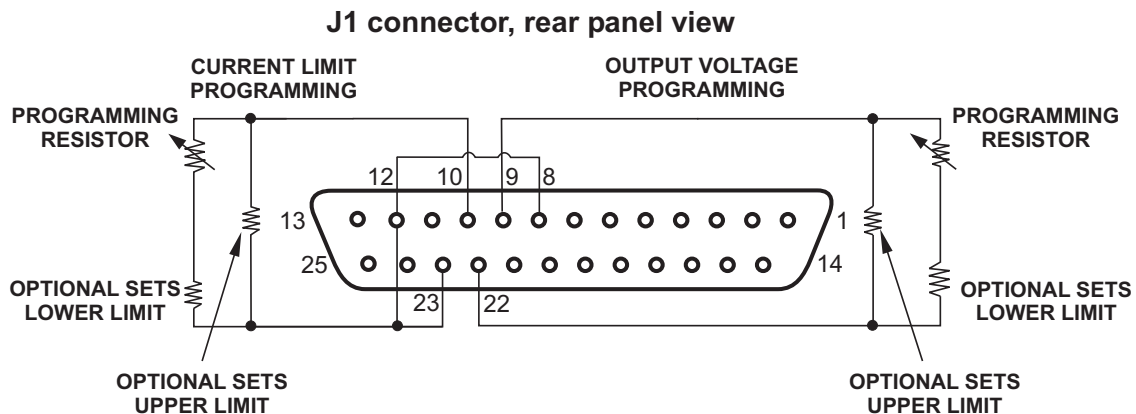 J1 connector, rear panel view
CURRENT LIMIT
PROGRAMMING
OUTPUT VOLTAGE
PROGRAMMING
PROGRAMMING
RESISTOR
PROGRAMMING
RESISTOR
12
10
9
8
13
1
25
14
23
22
OPTIONAL SETS
LOWER LIMIT
OPTIONAL SETS
LOWER LIMIT
OPTIONAL SETS
UPPER LIMIT
OPTIONAL SETS
UPPER LIMIT